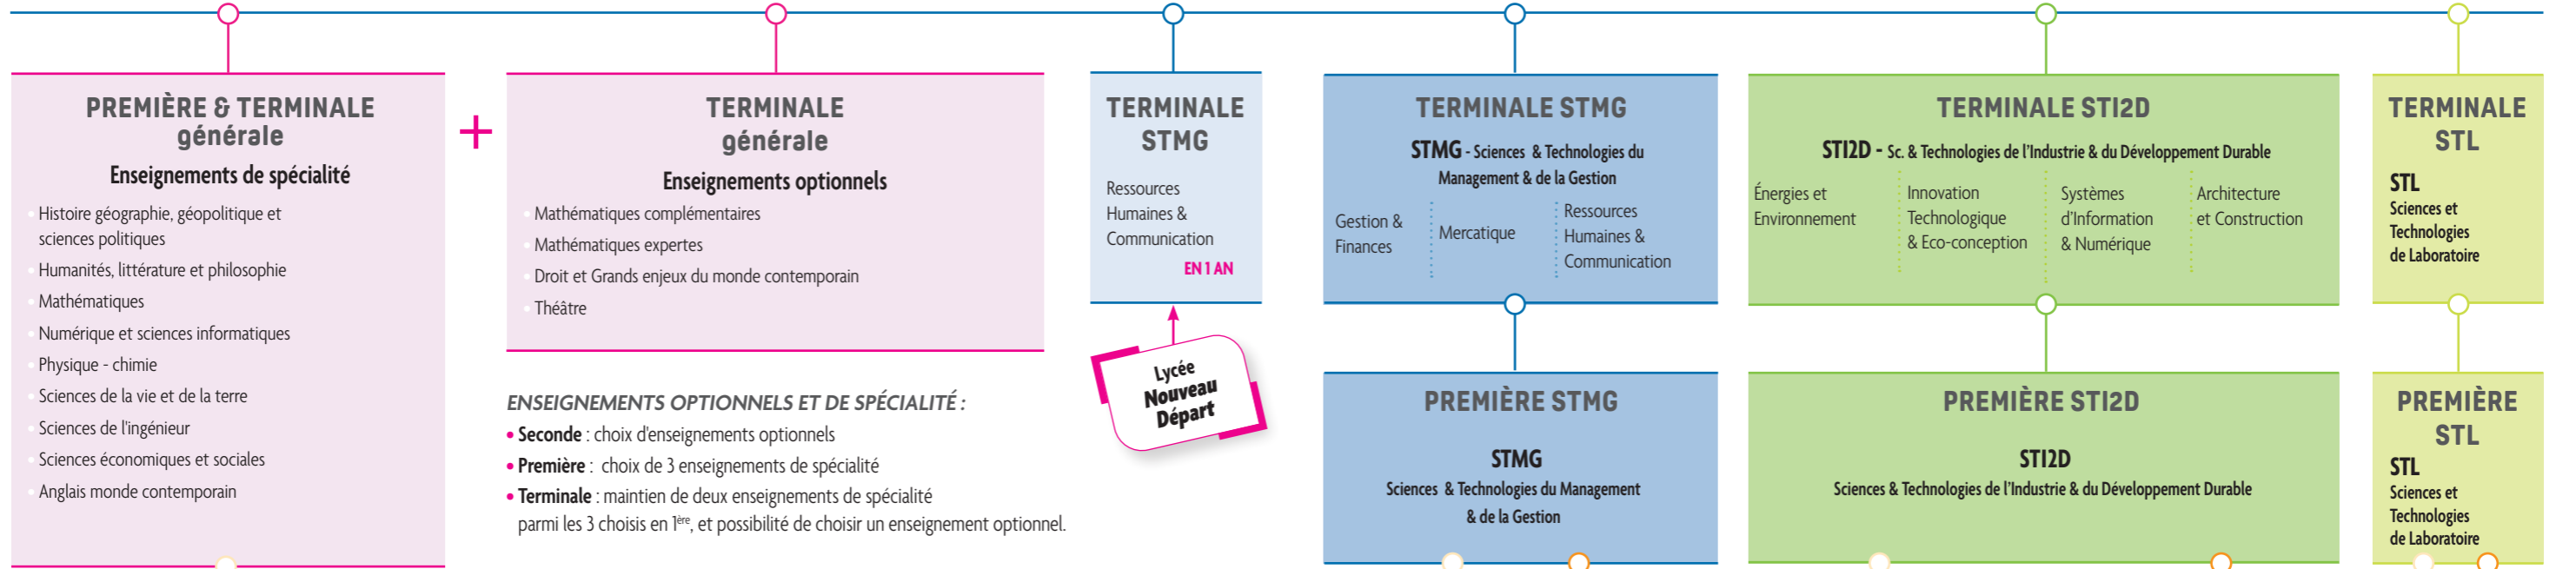 PREMIÈRE & TERMINALE
générale
Enseignements de spécialité
Histoire géographie, géopolitique et
sciences politiques
Humanités, littérature et philosophie
Mathématiques
Numérique et sciences informatiques
Physique - chimie
Sciences de la vie et de la terre
Sciences de l'ingénieur
Sciences économiques et sociales
Anglais monde contemporain
+
TERMINALE
générale
Enseignements optionnels
Mathématiques complémentaires
Mathématiques expertes
Droit et Grands enjeux du monde contemporain
Théâtre
ENSEIGNEMENTS OPTIONNELS ET DE SPÉCIALITÉ :
• Seconde : choix d'enseignements optionnels
• Première : choix de 3 enseignements de spécialité
• Terminale : maintien de deux enseignements de spécialité
parmi les 3 choisis en 1ère, et possibilité de choisir un enseignement optionnel.
TERMINALE
STMG
Ressources
Humaines &
Communication
EN 1 AN
Lycée
Nouveau
Départ
TERMINALE STMG
STMG - Sciences & Technologies du
Management & de la Gestion
Gestion &
Finances
Mercatique
Ressources
Humaines &
Communication
PREMIÈRE STMG
STMG
Sciences & Technologies du Management
& de la Gestion
TERMINALE STI2D
STI2D - Sc. & Technologies de l'Industrie & du Développement Durable
Énergies et
Environnement
Innovation
Technologique
& Eco-conception
Systèmes
d'Information
& Numérique
Architecture
et Construction
PREMIÈRE STI2D
STI2D
Sciences & Technologies de l'Industrie & du Développement Durable
TERMINALE
STL
STL
Sciences et
Technologies
de Laboratoire
PREMIÈRE
STL
STL
Sciences et
Technologies
de Laboratoire